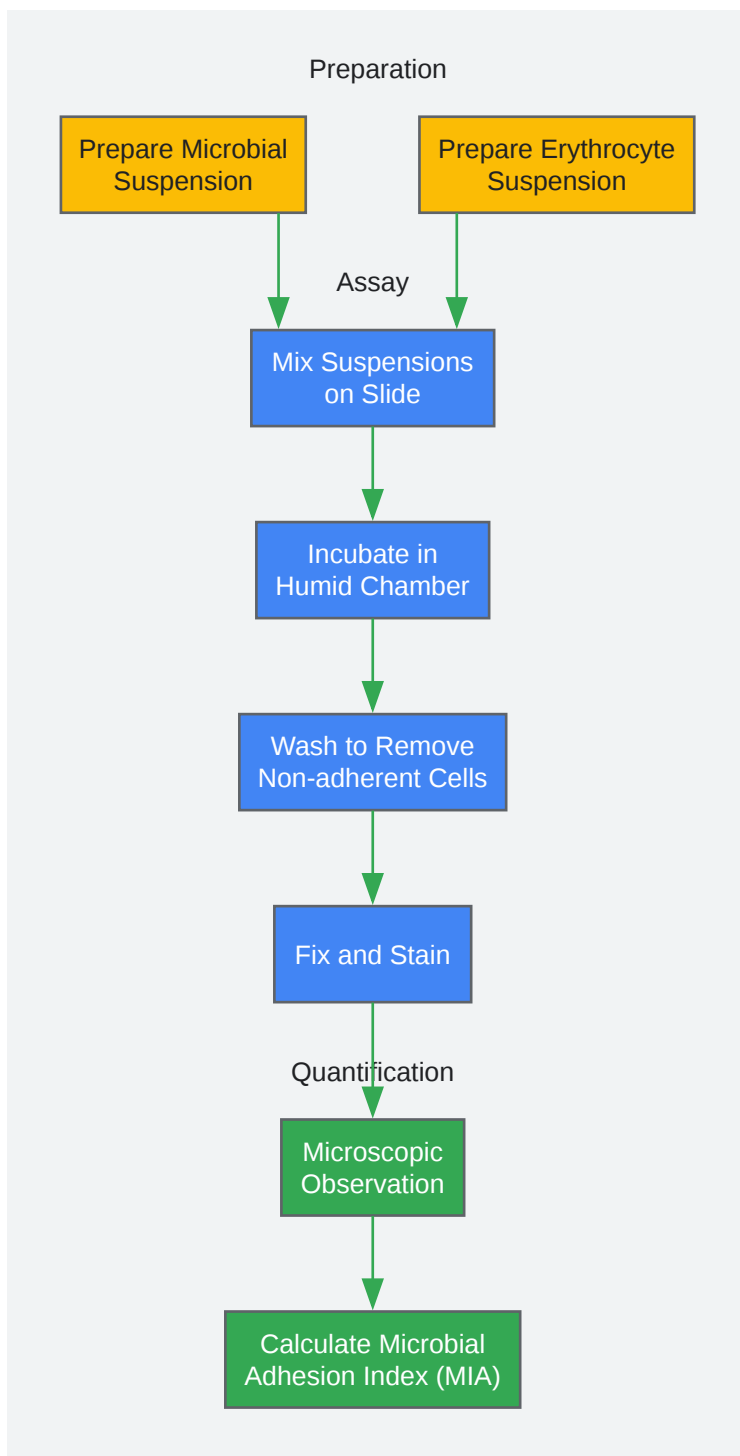 Preparation
Prepare Microbial
Suspension
Prepare Erythrocyte
Suspension
Assay
Mix Suspensions
on Slide
Incubate in
Humid Chamber
Wash to Remove
Non-adherent Cells
Fix and Stain
Quantification
Microscopic
Observation
Calculate Microbial
Adhesion Index (MIA)